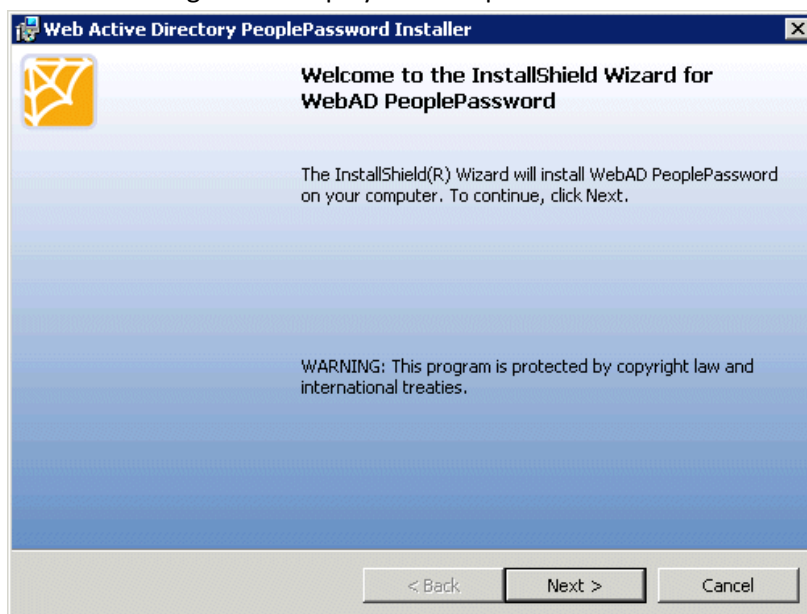 Web Active Directory PeoplePassword Installer
Welcome to the InstallShield Wizard for
WebAD PeoplePassword
The InstallShield(R) Wizard will install WebAD PeoplePassword
on your computer. To continue, click Next.
WARNING: This program is protected by copyright law and
international treaties.
< Back
Next >
Cancel